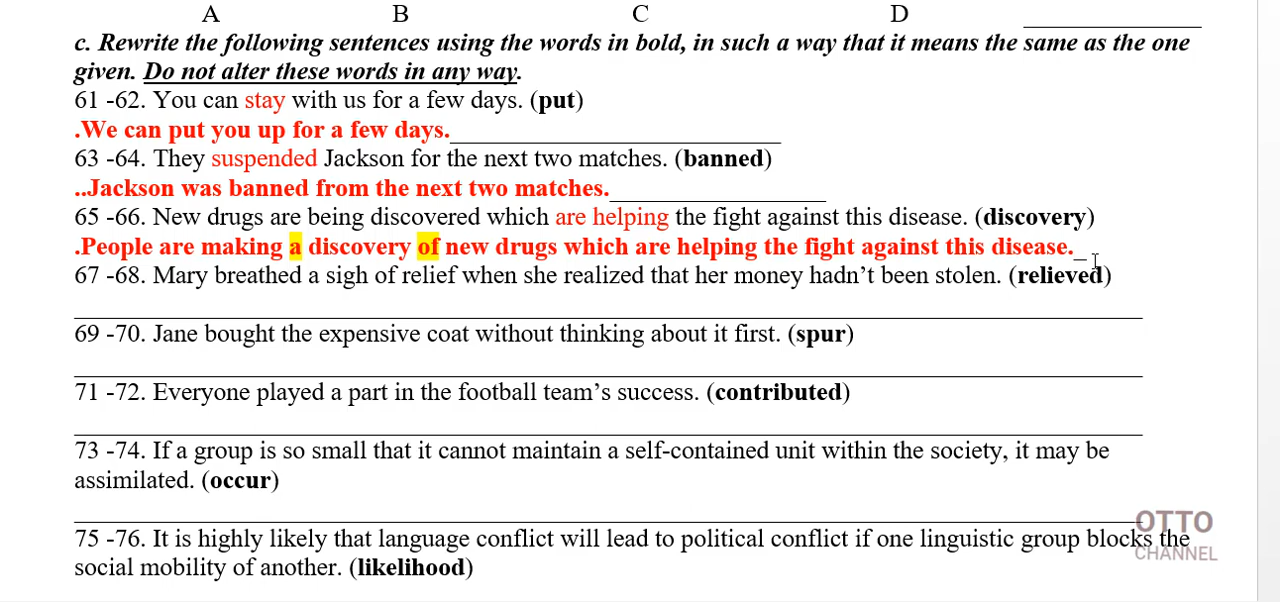 A B C D
c. Rewrite the following sentences using the words in bold, in such a way that it means the same as the one
given. Do not alter these words in any way.
61 -62. You can stay with us for a few days. (put)
.We can put you up for a few days.
63 -64. They suspended Jackson for the next two matches. (banned)
..Jackson was banned from the next two matches.
65 -66. New drugs are being discovered which are helping the fight against this disease. (discovery)
.People are making a discovery of new drugs which are helping the fight against this disease.
67 -68. Mary breathed a sigh of relief when she realized that her money hadn’t been stolen. (relieved)
69 -70. Jane bought the expensive coat without thinking about it first. (spur)
71 -72. Everyone played a part in the football team’s success. (contributed)
73 -74. If a group is so small that it cannot maintain a self-contained unit within the society, it may be
assimilated. (occur)
75 -76. It is highly likely that language conflict will lead to political conflict if one linguistic group blocks the
social mobility of another. (likelihood)
OTTO
CHANNEL